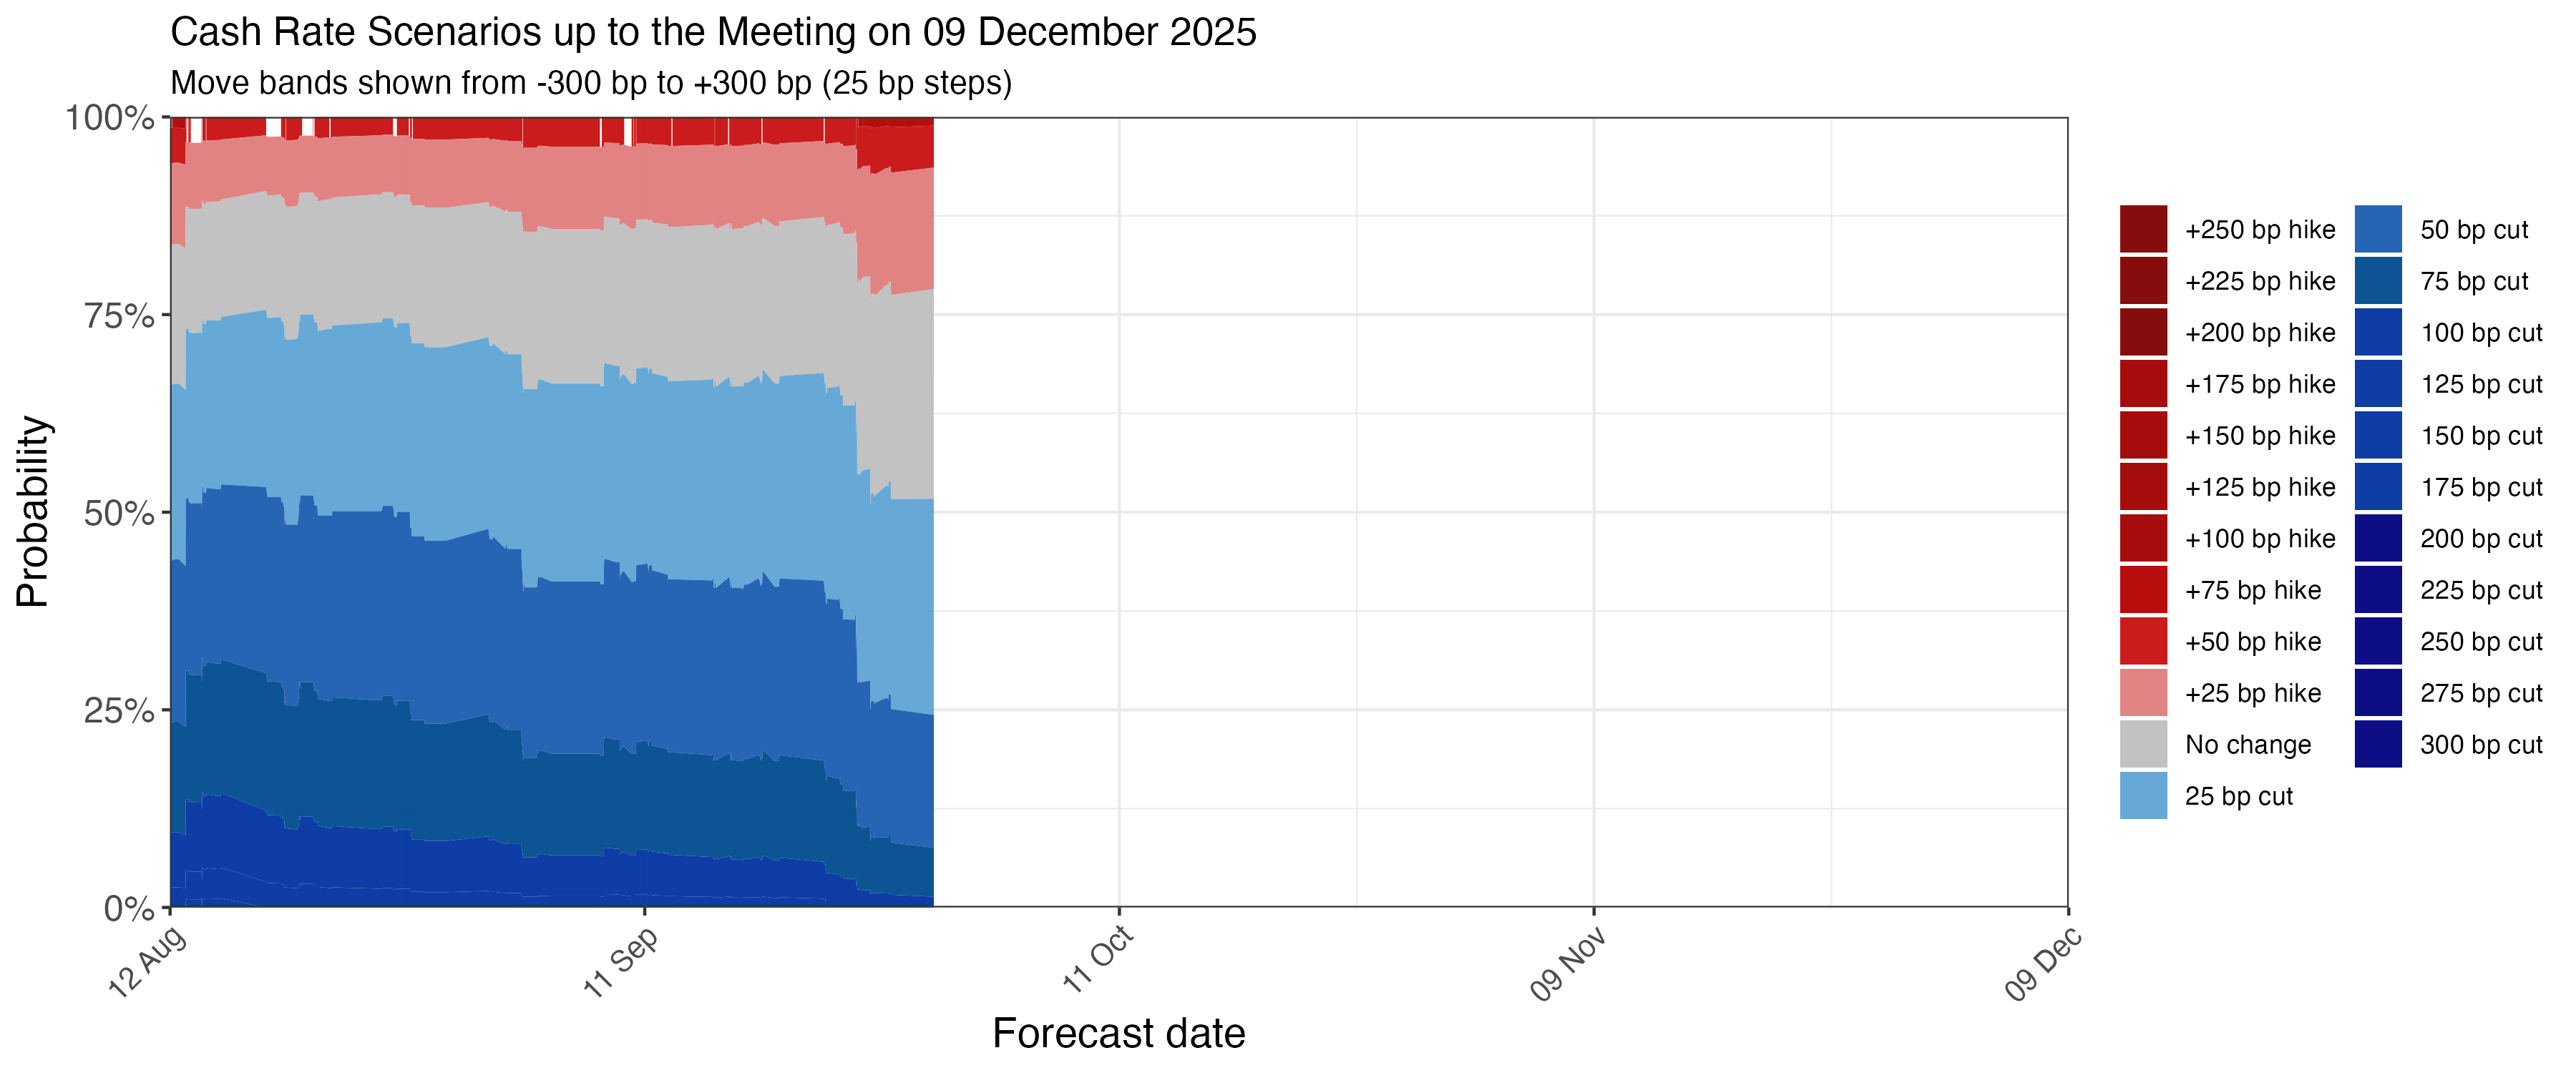 Cash Rate Scenarios up to the Meeting on 09 December 2025
Move bands shown from -300 bp to +300 bp (25 bp steps)
Probability
100%
75%
50%
25%
0%
12 Aug
11 Sep
11 Oct
09 Nov
09 Dec
Forecast date
+250 bp hike
+225 bp hike
+200 bp hike
+175 bp hike
+150 bp hike
+125 bp hike
+100 bp hike
+75 bp hike
+50 bp hike
+25 bp hike
No change
25 bp cut
50 bp cut
75 bp cut
100 bp cut
125 bp cut
150 bp cut
175 bp cut
200 bp cut
225 bp cut
250 bp cut
275 bp cut
300 bp cut